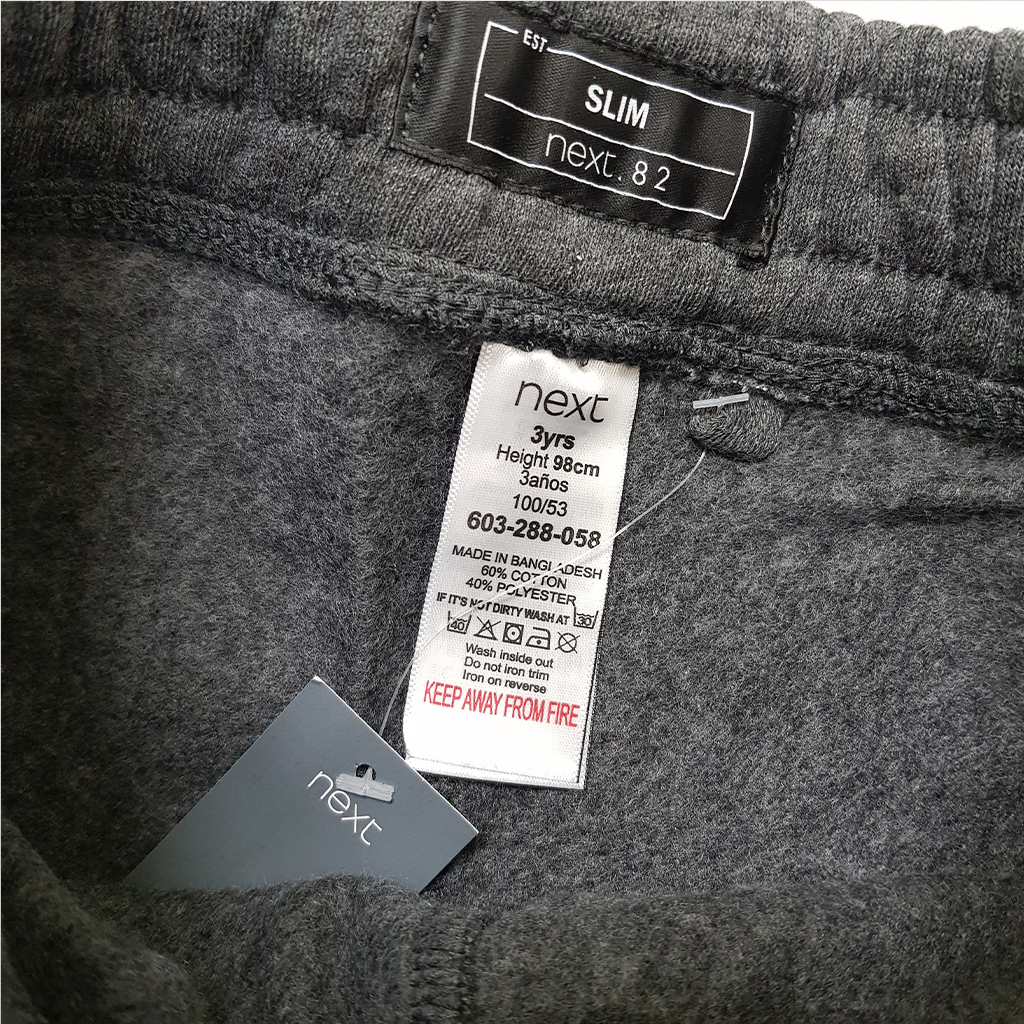 EST
SLIM
next. 82
next
3yrs
Height 98cm
3años
100/53
603-288-058
MADE IN BANGLADESH
60% COTTON
40% POLYESTER
IF IT'S NOT DIRTY WASH AT 30
40
Wash inside out
Do not iron trim
Iron on reverse
KEEP AWAY FROM FIRE
next